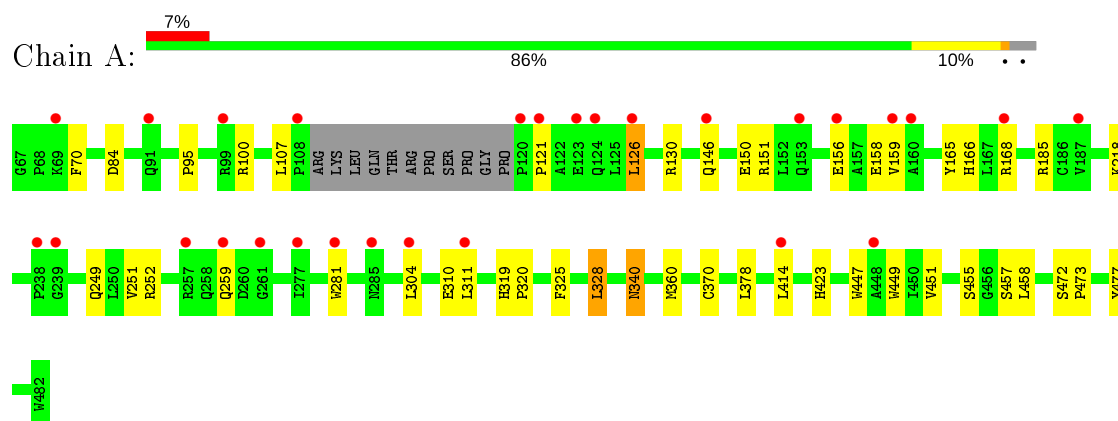 7%
Chain A:
86% 10% • •
G67 P68 K69 F70 D84 Q91 P95 R99 R100 L107 P108 ARG LYS LEU GLN THR ARG PRO SER PRO GLY PRO P120 P121 A122 E123 Q124 L125 L126 R130 Q146 E150 R151 L152 Q153 E156 A157 E158 V159 A160 Y165 H166 L167 R168 R185 C186 V187
P238 G239 Q249 L250 V251 R252 R257 Q258 Q259 D260 G261 I277 W281 N285 L304 E310 L311 H319 P320 F325 L328 N340 M360 C370 L378 L414 H423 W447 A448 W449 I450 V451 S455 G456 S457 L458 S472 P473
W482